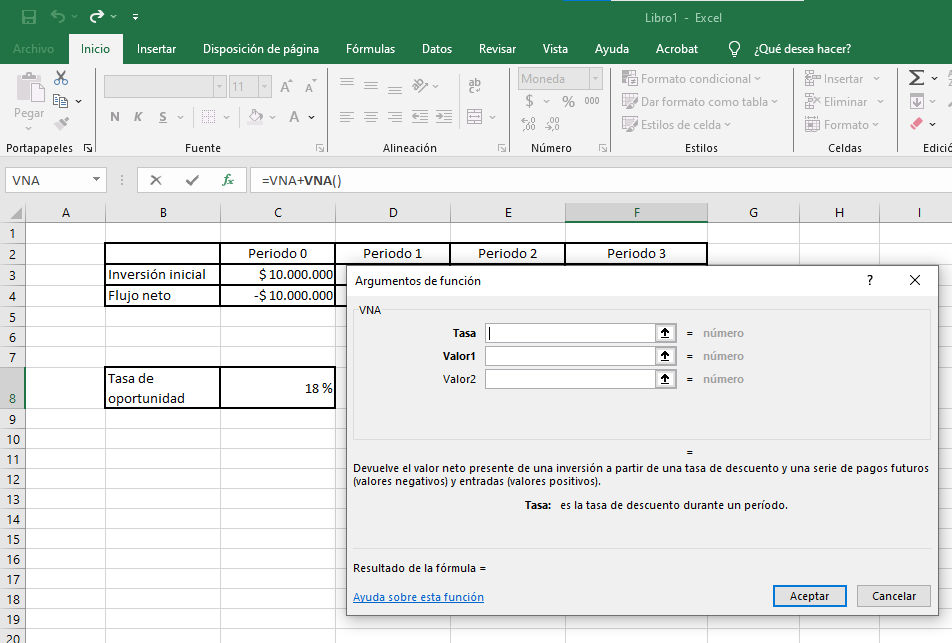 Libro1 - Excel
Archivo Inicio Insertar Disposición de página Fórmulas Datos Revisar Vista Ayuda Acrobat ¿Qué desea hacer?
Pegar
11
N K S
A A
A
ab
Moneda
$ % 000
Formato condicional
Dar formato como tabla
Estilos de celda
Insertar
Eliminar
Formato
Portapapeles Fuente Alineación Número Estilos Celdas Edició
VNA fx =VNA+VNA()
A B C D E F G H I
1
2 Periodo 0 Periodo 1 Periodo 2 Periodo 3
3 Inversión inicial $ 10.000.000
4 Flujo neto -$ 10.000.000
5
6
7
8 Tasa de
oportunidad 18 %
9
10
11
12
13
14
15
16
17
18
19
20
Argumentos de función ?
VNA
Tasa = número
Valor1 = número
Valor2 = número
=
Devuelve el valor neto presente de una inversión a partir de una tasa de descuento y una serie de pagos futuros
(valores negativos) y entradas (valores positivos).
Tasa: es la tasa de descuento durante un período.
Resultado de la fórmula =
Ayuda sobre esta función
Aceptar Cancelar